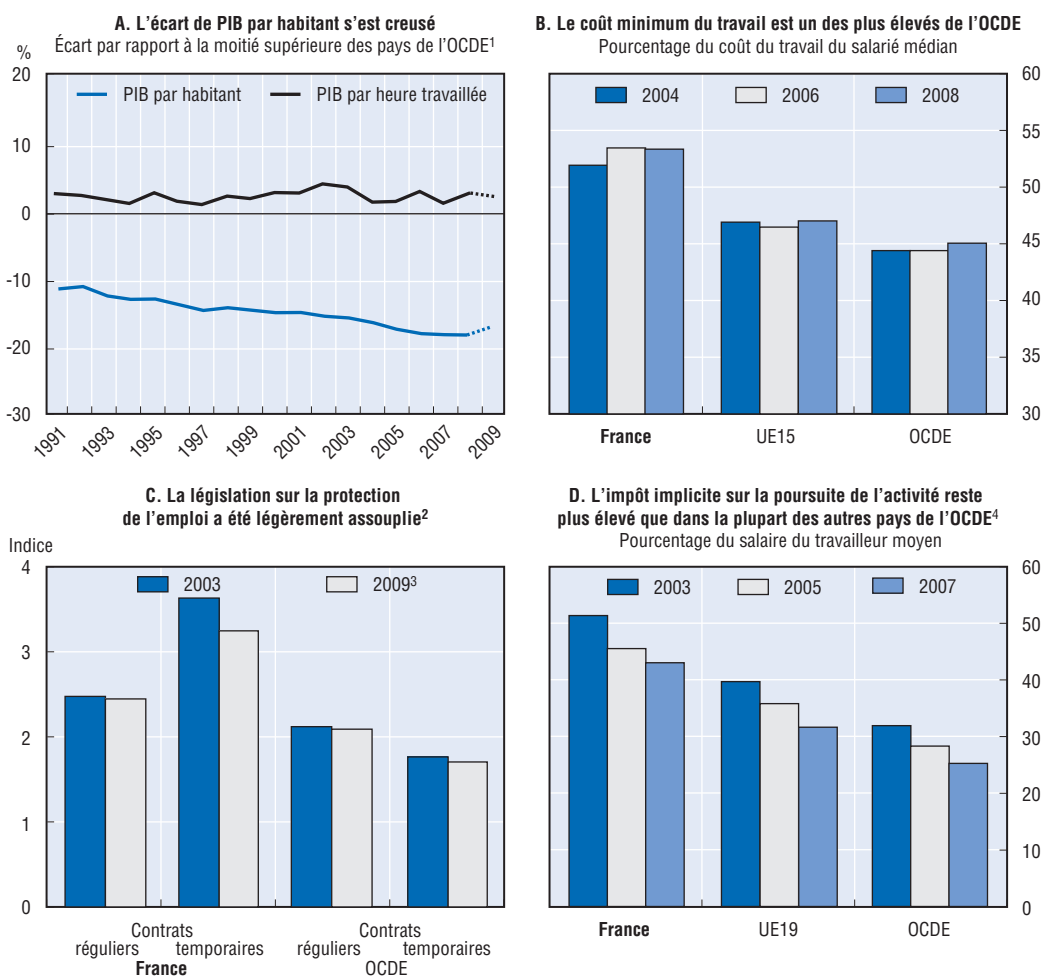 A. L'écart de PIB par habitant s'est creusé
Écart par rapport à la moitié supérieure des pays de l'OCDE1
%
20
10
0
-10
-20
-30
PIB par habitant
PIB par heure travaillée
1991
1993
1995
1997
1999
2001
2003
2005
2007
2009
B. Le coût minimum du travail est un des plus élevés de l'OCDE
Pourcentage du coût du travail du salarié médian
2004
2006
2008
60
55
50
45
40
35
30
France
UE15
OCDE
C. La législation sur la protection
de l'emploi a été légèrement assouplie2
Indice
4
3
2
1
0
2003
20093
Contrats
réguliers temporaires
France
Contrats
réguliers temporaires
OCDE
D. L'impôt implicite sur la poursuite de l'activité reste
plus élevé que dans la plupart des autres pays de l'OCDE4
Pourcentage du salaire du travailleur moyen
2003
2005
2007
60
50
40
30
20
10
0
France
UE19
OCDE